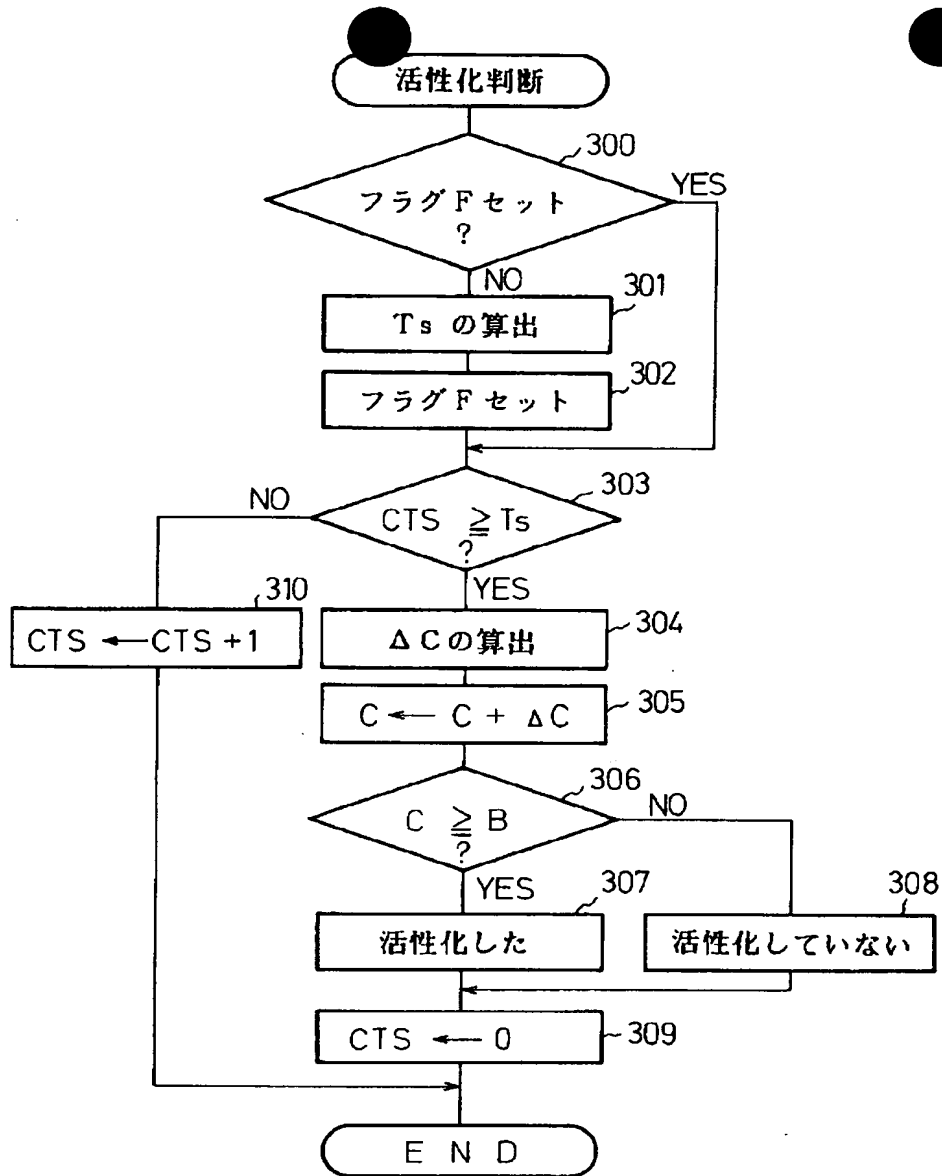 活性化判断
300
フラグFセット
?
YES
NO
301
Tsの算出
302
フラグFセット
303
NO
CTS ≧ Ts
?
YES
310
CTS ← CTS + 1
304
ΔCの算出
305
C ← C + ΔC
306
C ≧ B
?
NO
YES
307
活性化した
308
活性化していない
309
CTS ← 0
END